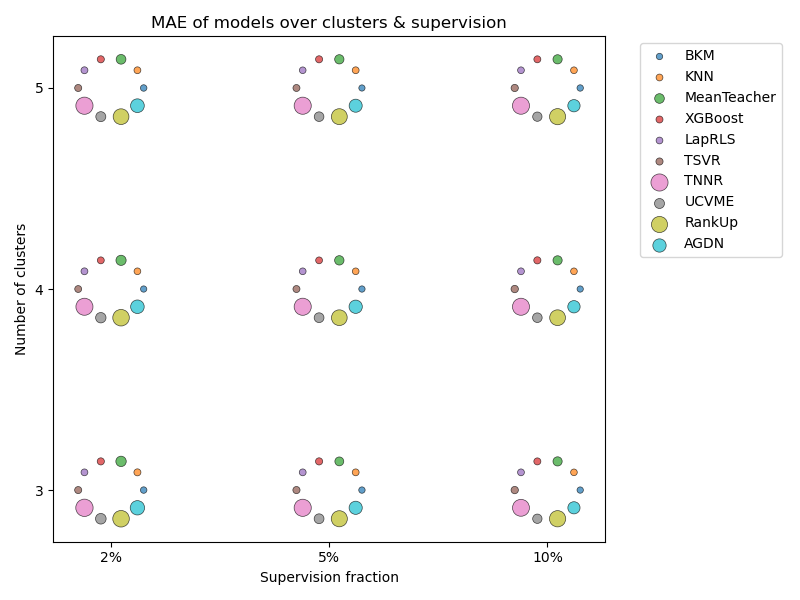 MAE of models over clusters & supervision
5
4
3
Number of clusters
2%
5%
10%
Supervision fraction
BKM
KNN
MeanTeacher
XGBoost
LapRLS
TSVR
TNNR
UCVME
RankUp
AGDN